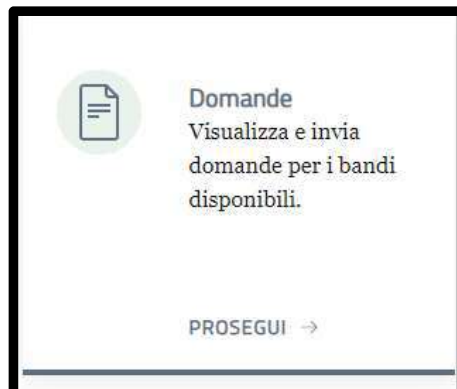 Domande
Visualizza e invia
domande per i bandi
disponibili.
PROSEGUI →